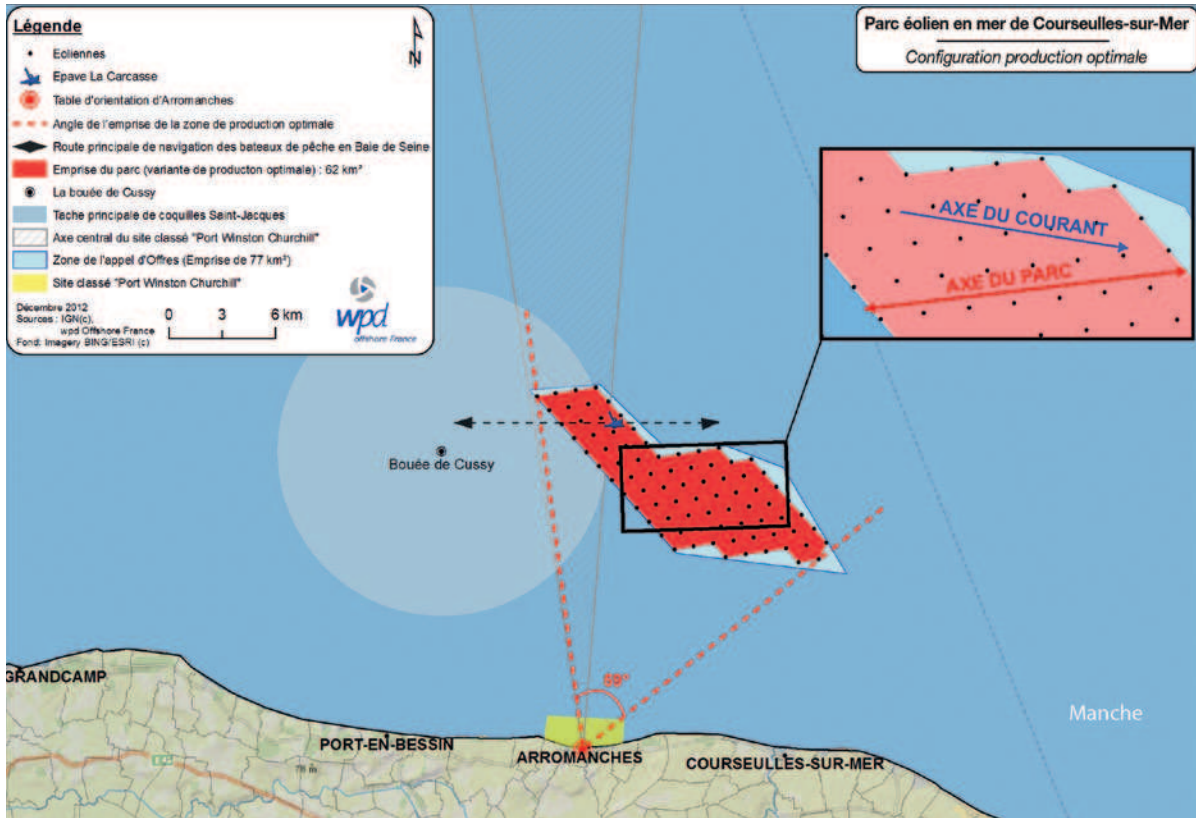 Légende
N
Eoliennes
Epave La Carcasse
Table d'orientation d'Arromanches
Angle de l'emprise de la zone de production optimale
Route principale de navigation des bateaux de pêche en Baie de Seine
Emprise du parc (variante de producton optimale) : 62 km²
La bouée de Cussy
Tache principale de coquilles Saint-Jacques
Axe central du site classé "Port Winston Churchill"
Zone de l'appel d'Offres (Emprise de 77 km²)
Site classé "Port Winston Churchill"
Décembre 2012
Sources : IGN(c),
wpd Offshore France
Fond: Imagery BING/ESRI (c)
0 3 6 km
wpd
offshore France
Parc éolien en mer de Courseulles-sur-Mer
Configuration production optimale
AXE DU COURANT
AXE DU PARC
Bouée de Cussy
GRANDCAMP
PORT-EN-BESSIN
ARROMANCHES
COURSEULLES-SUR-MER
Manche